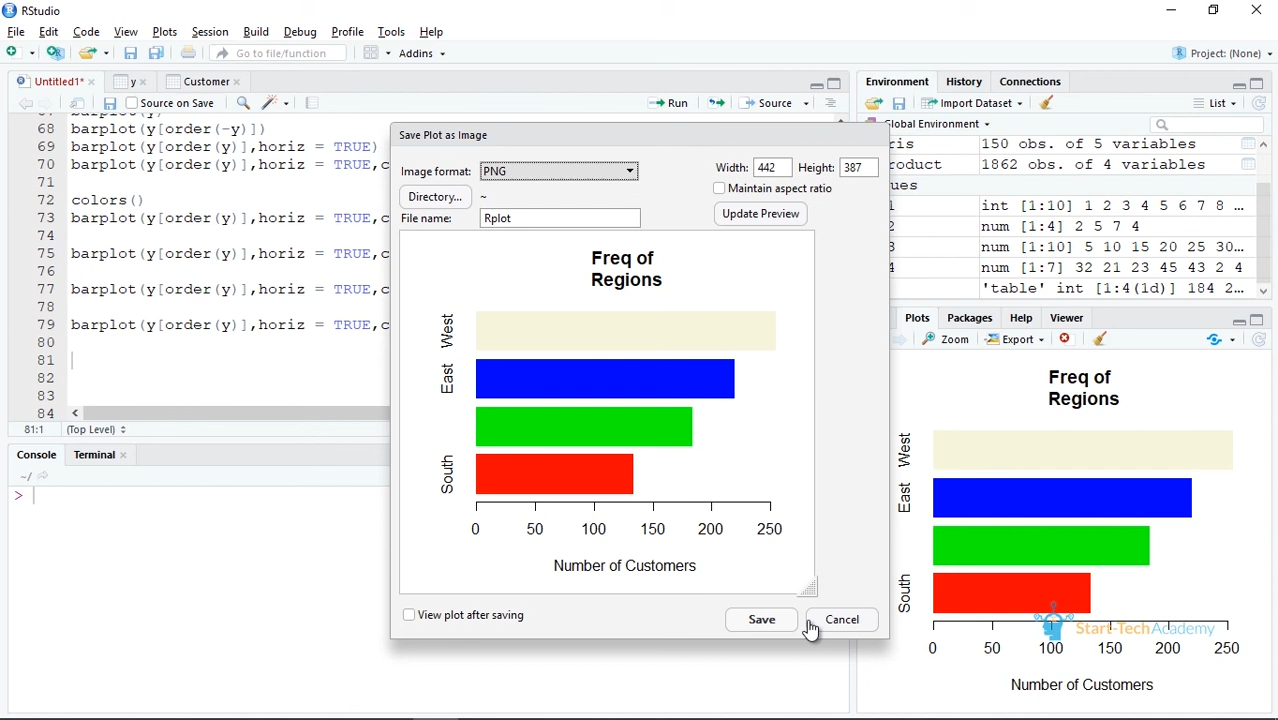 RStudio
File Edit Code View Plots Session Build Debug Profile Tools Help
Go to file/function Addins Project: (None)
Untitled1* y Customer
Source on Save Run Source
68 barplot(y[order(-y)])
69 barplot(y[order(y)],horiz = TRUE)
70 barplot(y[order(y)],horiz = TRUE,c
71
72 colors()
73 barplot(y[order(y)],horiz = TRUE,c
74
75 barplot(y[order(y)],horiz = TRUE,c
76
77 barplot(y[order(y)],horiz = TRUE,c
78
79 barplot(y[order(y)],horiz = TRUE,c
80
81
82
83
84
81:1 (Top Level)
Console Terminal
~/
>
Save Plot as Image
Image format: PNG
Width: 442 Height: 387
Directory... ~
Maintain aspect ratio
File name: Rplot
Update Preview
Freq of
Regions
West
East
South
0 50 100 150 200 250
Number of Customers
View plot after saving
Save Cancel
Environment History Connections
Import Dataset List
Global Environment
ris 150 obs. of 5 variables
roduct 1862 obs. of 4 variables
ues
1 int [1:10] 1 2 3 4 5 6 7 8 ...
2 num [1:4] 2 5 7 4
3 num [1:10] 5 10 15 20 25 30...
4 num [1:7] 32 21 23 45 43 2 4
'table' int [1:4(1d)] 184 2...
Plots Packages Help Viewer
Zoom Export
Freq of
Regions
West
East
South
Start-TechAcademy
0 50 100 150 200 250
Number of Customers